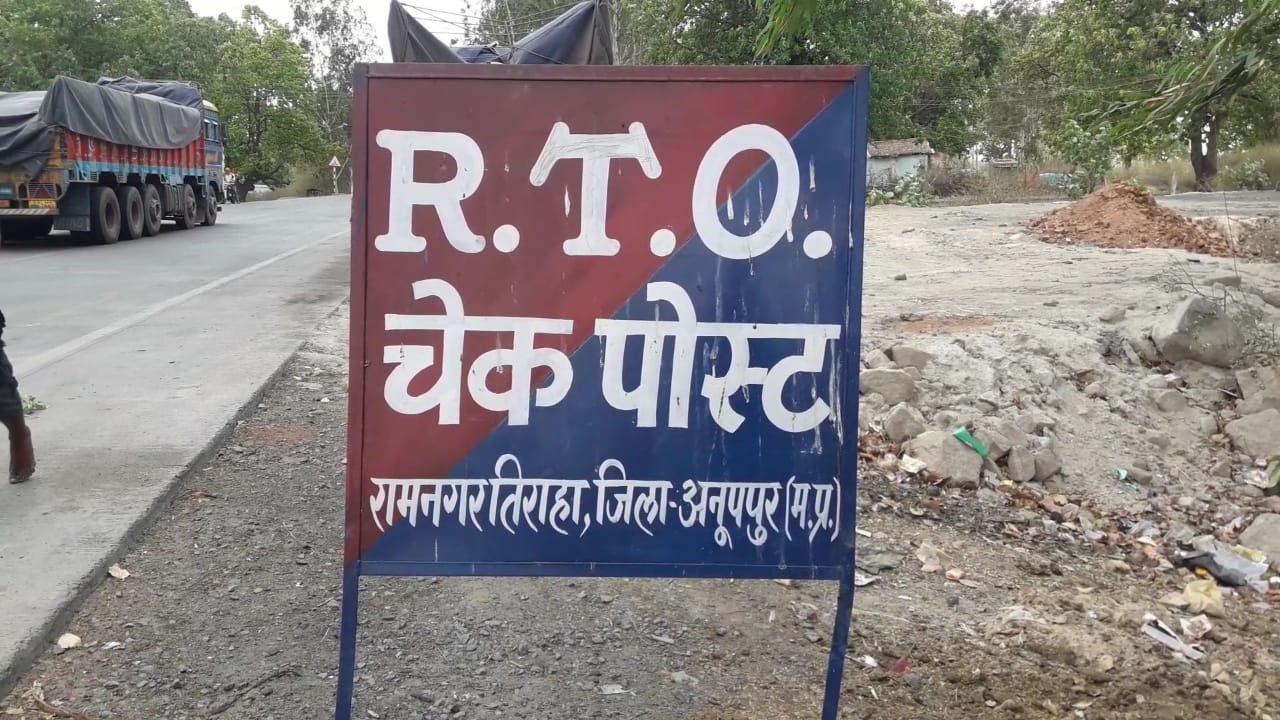 R.T.O.
चेक पोस्ट
रामनगर तिराहा, जिला-अनूपपुर (म.प्र.)